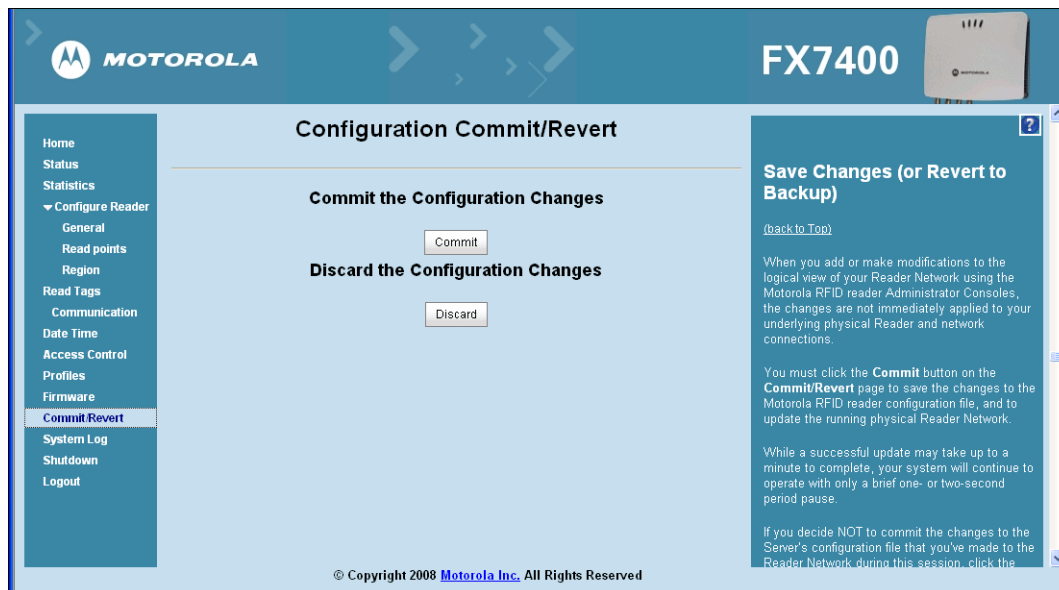 MOTOROLA
FX7400
MOTOROLA
Home
Status
Statistics
Configure Reader
General
Read points
Region
Read Tags
Communication
Date Time
Access Control
Profiles
Firmware
Commit/Revert
System Log
Shutdown
Logout
Configuration Commit/Revert
Commit the Configuration Changes
Commit
Discard the Configuration Changes
Discard
?
Save Changes (or Revert to
Backup)
(back to Top)
When you add or make modifications to the
logical view of your Reader Network using the
Motorola RFID reader Administrator Consoles,
the changes are not immediately applied to your
underlying physical Reader and network
connections.
You must click the Commit button on the
Commit/Revert page to save the changes to the
Motorola RFID reader configuration file, and to
update the running physical Reader Network.
While a successful update may take up to a
minute to complete, your system will continue to
operate with only a brief one- or two-second
period pause.
If you decide NOT to commit the changes to the
Server's configuration file that you've made to the
Reader Network during this session, click the
© Copyright 2008 Motorola Inc. All Rights Reserved